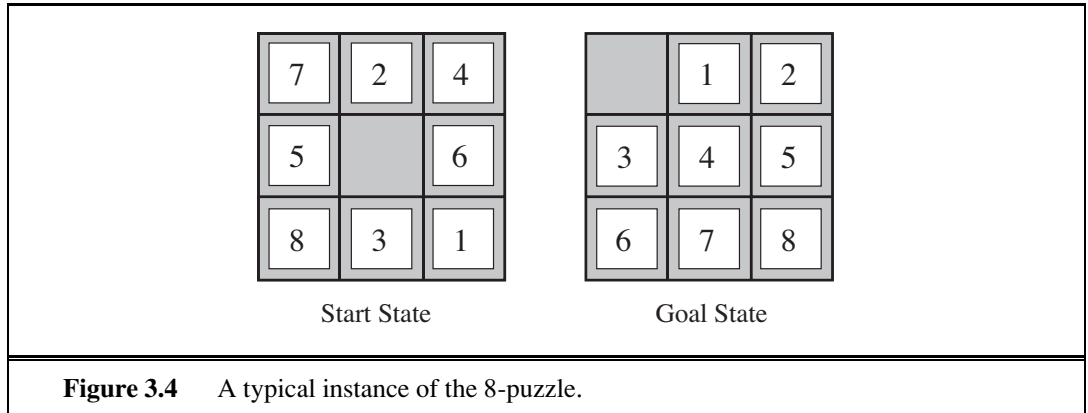 7 2 4 1 2
5 6 3 4 5
8 3 1 6 7 8
Start State Goal State
Figure 3.4 A typical instance of the 8-puzzle.